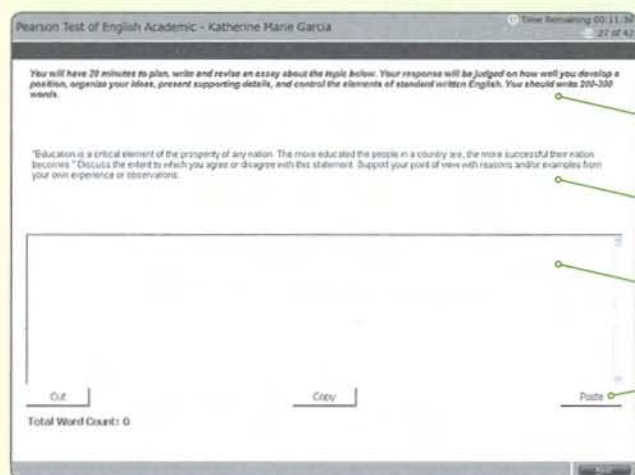 Pearson Test of English Academic - Katherine Marie Garcia
Time Remaining 00:11:36
27 of 42
You will have 20 minutes to plan, write and revise an essay about the topic below. Your response will be judged on how well you develop a
position, organize your ideas, present supporting details, and control the elements of standard written English. You should write 200-300
words.
"Education is a critical element of the prosperity of any nation. The more educated the people in a country are, the more successful their nation
becomes." Discuss the extent to which you agree or disagree with this statement. Support your point of view with reasons and/or examples from
your own experience or observations.
Cut
Copy
Paste
Total Word Count: 0